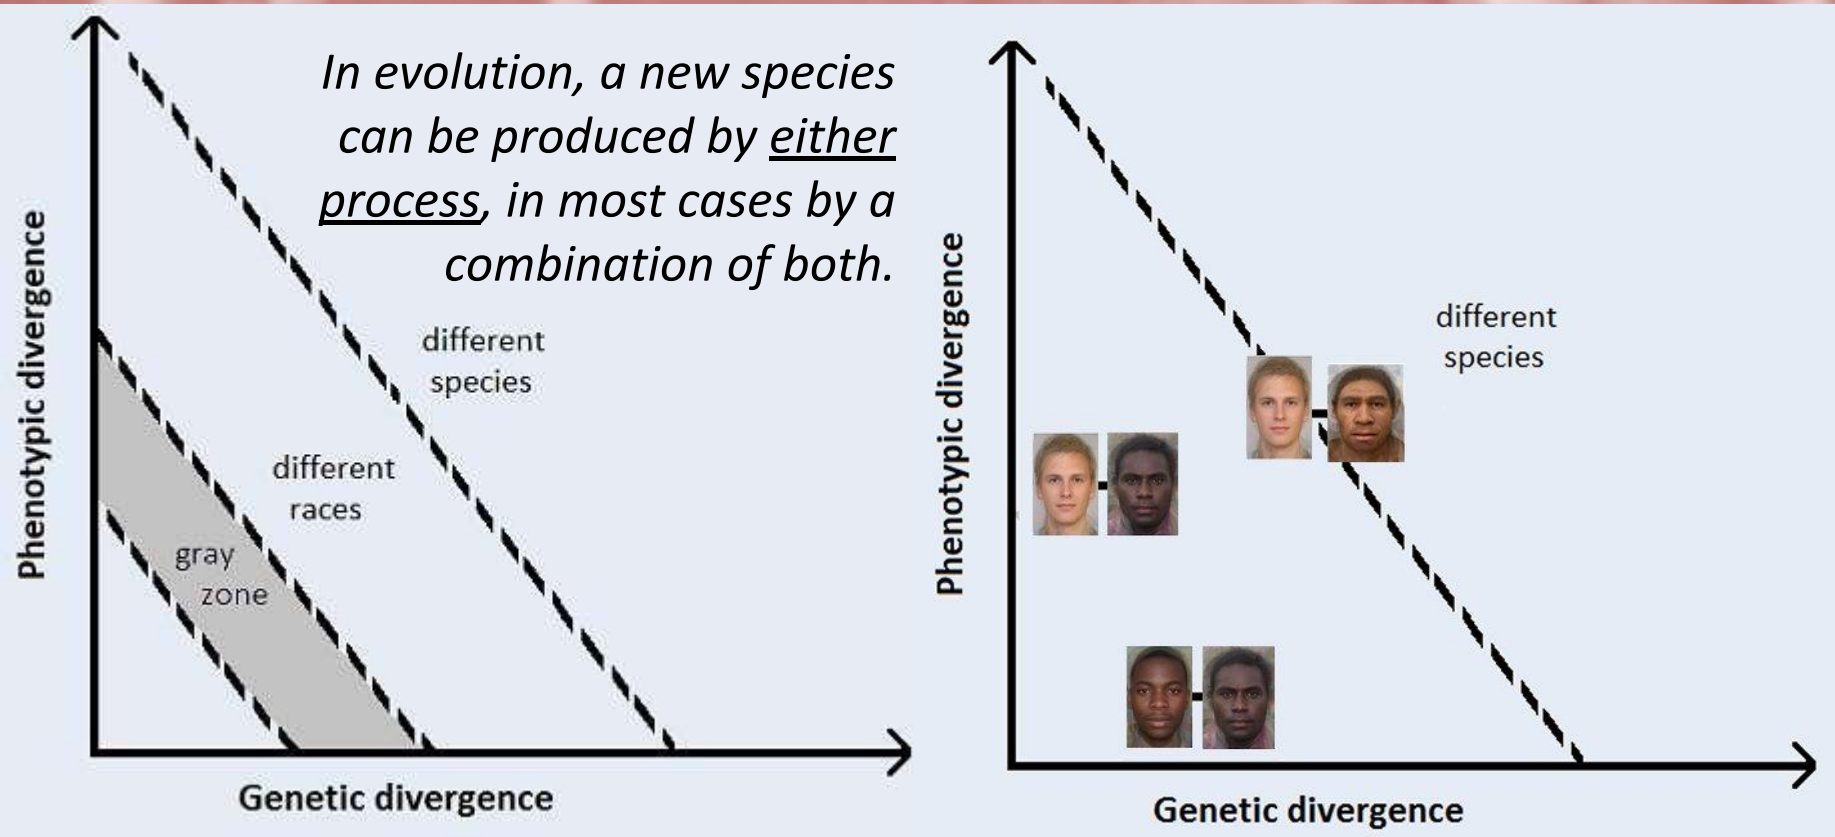 In evolution, a new species
can be produced by either
process, in most cases by a
combination of both.
Phenotypic divergence
different
species
different
races
gray
zone
Genetic divergence
Phenotypic divergence
different
species
Genetic divergence